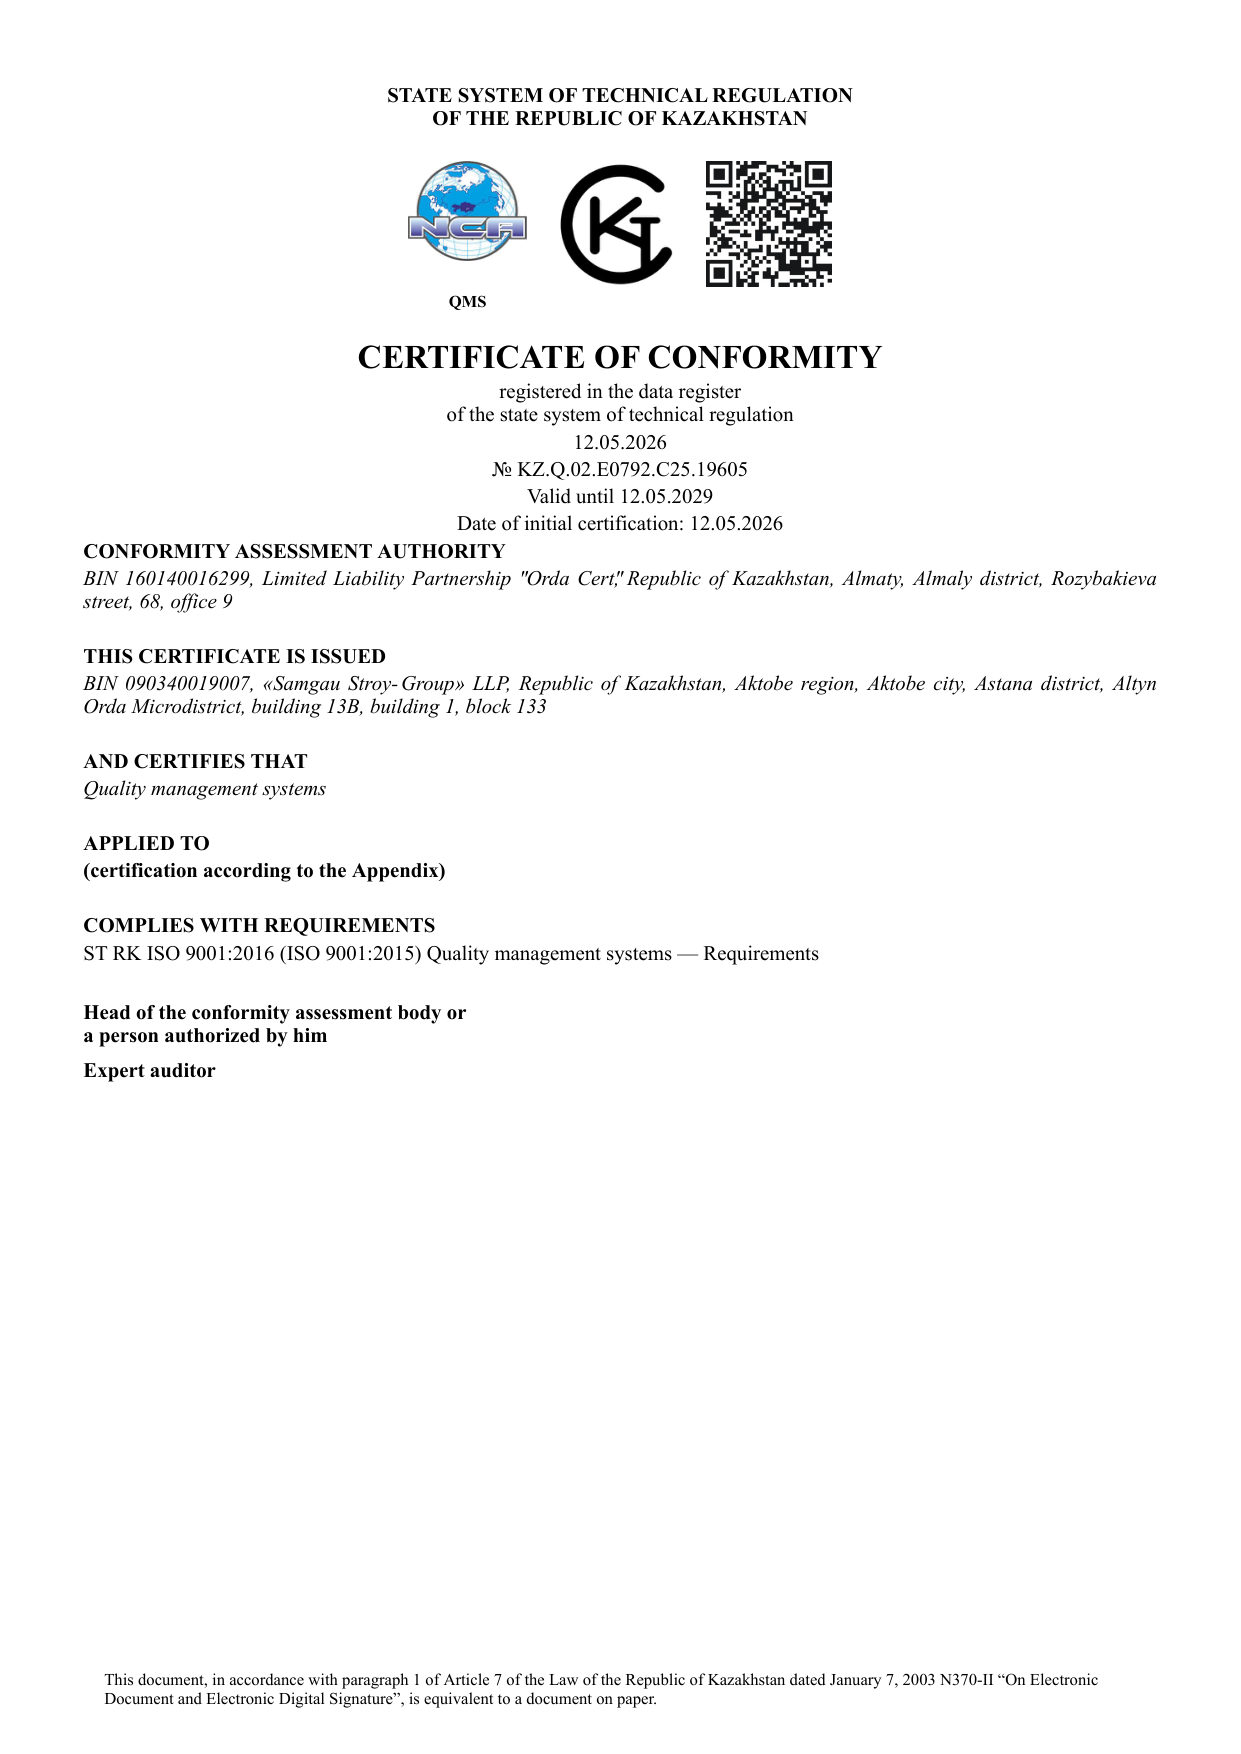 STATE SYSTEM OF TECHNICAL REGULATION
OF THE REPUBLIC OF KAZAKHSTAN
NCA
KT
QMS
CERTIFICATE OF CONFORMITY
registered in the data register
of the state system of technical regulation
12.05.2026
№ KZ.Q.02.E0792.C25.19605
Valid until 12.05.2029
Date of initial certification: 12.05.2026
CONFORMITY ASSESSMENT AUTHORITY
BIN 160140016299, Limited Liability Partnership "Orda Cert," Republic of Kazakhstan, Almaty, Almaly district, Rozybakieva
street, 68, office 9
THIS CERTIFICATE IS ISSUED
BIN 090340019007, «Samgau Stroy-Group» LLP, Republic of Kazakhstan, Aktobe region, Aktobe city, Astana district, Altyn
Orda Microdistrict, building 13B, building 1, block 133
AND CERTIFIES THAT
Quality management systems
APPLIED TO
(certification according to the Appendix)
COMPLIES WITH REQUIREMENTS
ST RK ISO 9001:2016 (ISO 9001:2015) Quality management systems — Requirements
Head of the conformity assessment body or
a person authorized by him
Expert auditor
This document, in accordance with paragraph 1 of Article 7 of the Law of the Republic of Kazakhstan dated January 7, 2003 N370-II “On Electronic
Document and Electronic Digital Signature”, is equivalent to a document on paper.